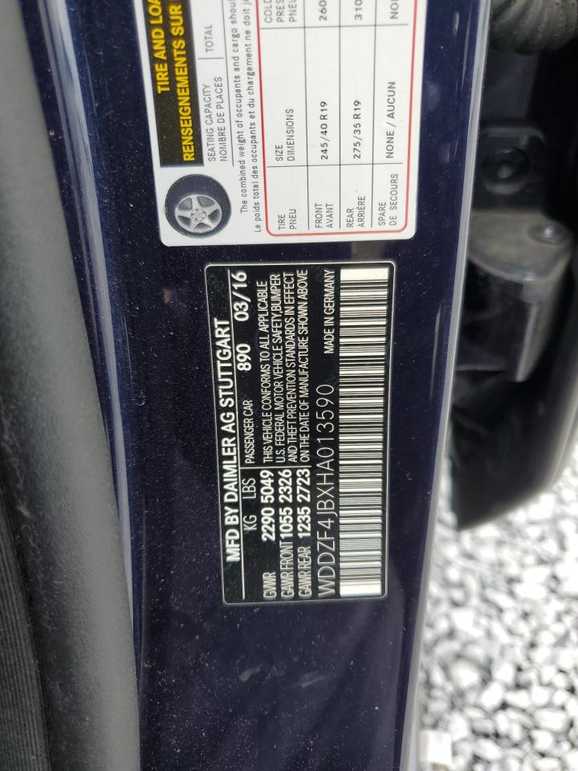 TIRE AND LOA
RENSEIGNEMENTS SUR
SEATING CAPACITY
NOMBRE DE PLACES
TOTAL
The combined weight of occupants and cargo shou
Le poids total des occupants et du chargement ne doit j
TIRE
PNEU
SIZE
DIMENSIONS
COLD
PRES
PNEU
FRONT
AVANT
245/40 R19
260
REAR
ARRIÈRE
275/35 R19
310
SPARE
DE SECOURS
NONE / AUCUN
NO
MFD BY DAIMLER AG STUTTGART
KG LBS PASSENGER CAR 890 03/16
GVWR 2290 5049 THIS VEHICLE CONFORMS TO ALL APPLICABLE
GAWR FRONT 1055 2326 U.S. FEDERAL MOTOR VEHICLE SAFETY, BUMPER
AND THEFT PREVENTION STANDARDS IN EFFECT
GAWR REAR 1235 2723 ON THE DATE OF MANUFACTURE SHOWN ABOVE
WDDZF4JBXHA013590 MADE IN GERMANY